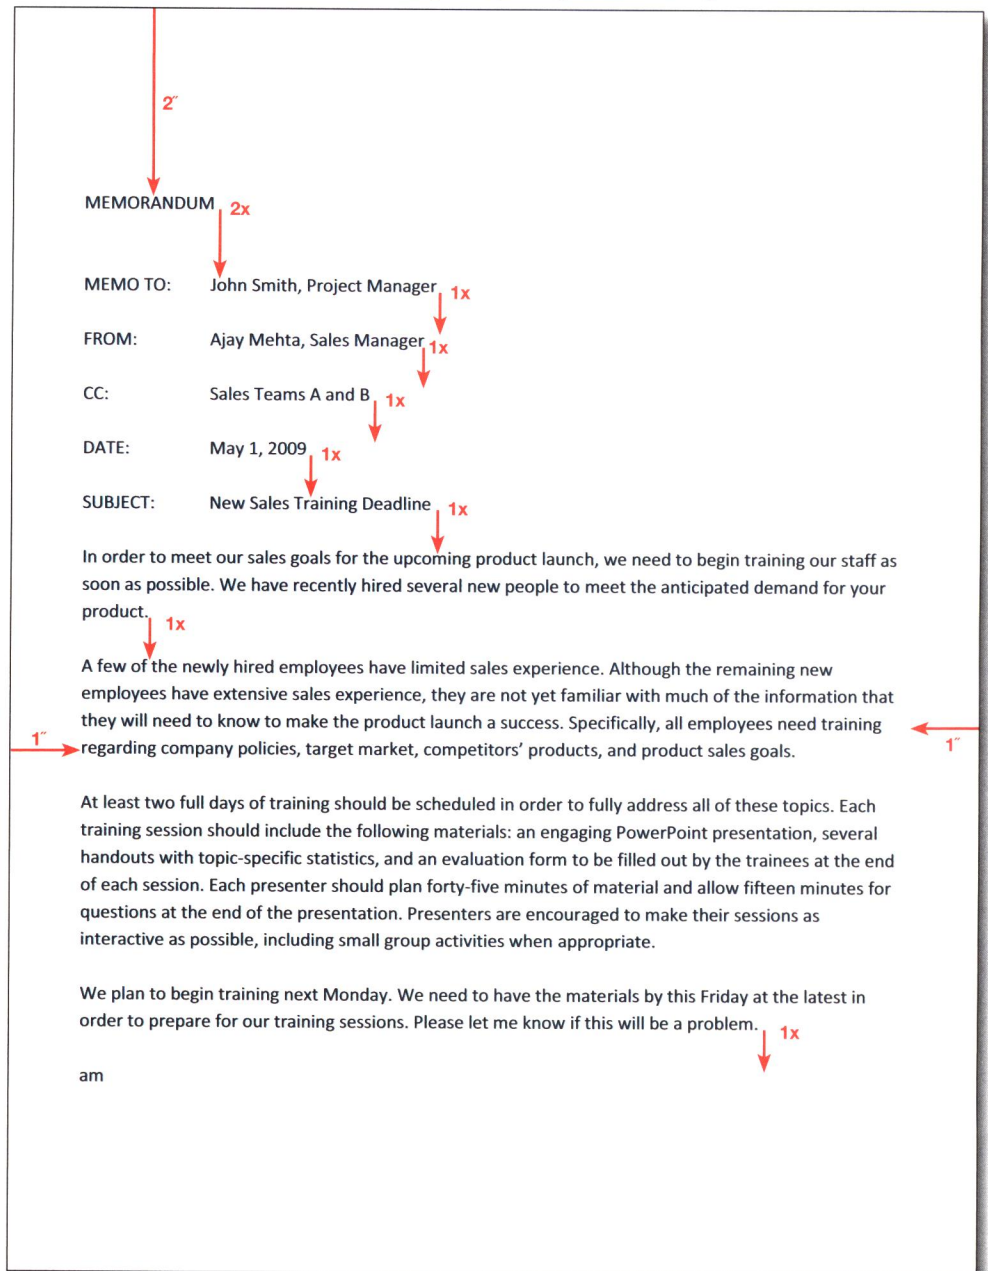 2″
MEMORANDUM 2x
MEMO TO: John Smith, Project Manager 1x
FROM: Ajay Mehta, Sales Manager 1x
CC: Sales Teams A and B 1x
DATE: May 1, 2009 1x
SUBJECT: New Sales Training Deadline 1x
In order to meet our sales goals for the upcoming product launch, we need to begin training our staff as
soon as possible. We have recently hired several new people to meet the anticipated demand for your
product. 1x
A few of the newly hired employees have limited sales experience. Although the remaining new
employees have extensive sales experience, they are not yet familiar with much of the information that
they will need to know to make the product launch a success. Specifically, all employees need training
1″ regarding company policies, target market, competitors’ products, and product sales goals. 1″
At least two full days of training should be scheduled in order to fully address all of these topics. Each
training session should include the following materials: an engaging PowerPoint presentation, several
handouts with topic-specific statistics, and an evaluation form to be filled out by the trainees at the end
of each session. Each presenter should plan forty-five minutes of material and allow fifteen minutes for
questions at the end of the presentation. Presenters are encouraged to make their sessions as
interactive as possible, including small group activities when appropriate.
We plan to begin training next Monday. We need to have the materials by this Friday at the latest in
order to prepare for our training sessions. Please let me know if this will be a problem. 1x
am